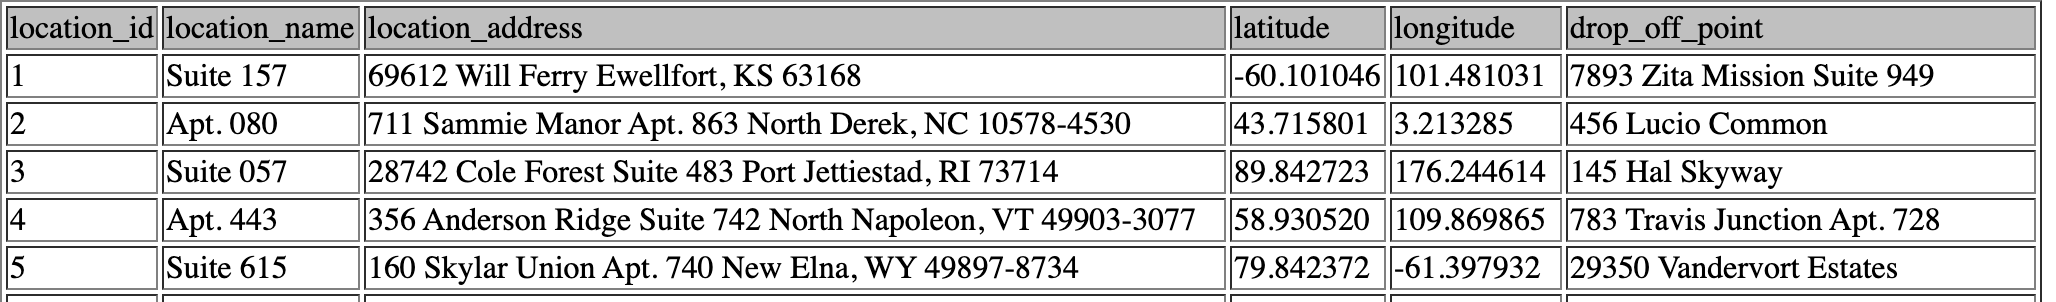 location_id location_name location_address latitude longitude drop_off_point
1 Suite 157 69612 Will Ferry Ewellfort, KS 63168 -60.101046 101.481031 7893 Zita Mission Suite 949
2 Apt. 080 711 Sammie Manor Apt. 863 North Derek, NC 10578-4530 43.715801 3.213285 456 Lucio Common
3 Suite 057 28742 Cole Forest Suite 483 Port Jettiestad, RI 73714 89.842723 176.244614 145 Hal Skyway
4 Apt. 443 356 Anderson Ridge Suite 742 North Napoleon, VT 49903-3077 58.930520 109.869865 783 Travis Junction Apt. 728
5 Suite 615 160 Skylar Union Apt. 740 New Elna, WY 49897-8734 79.842372 -61.397932 29350 Vandervort Estates